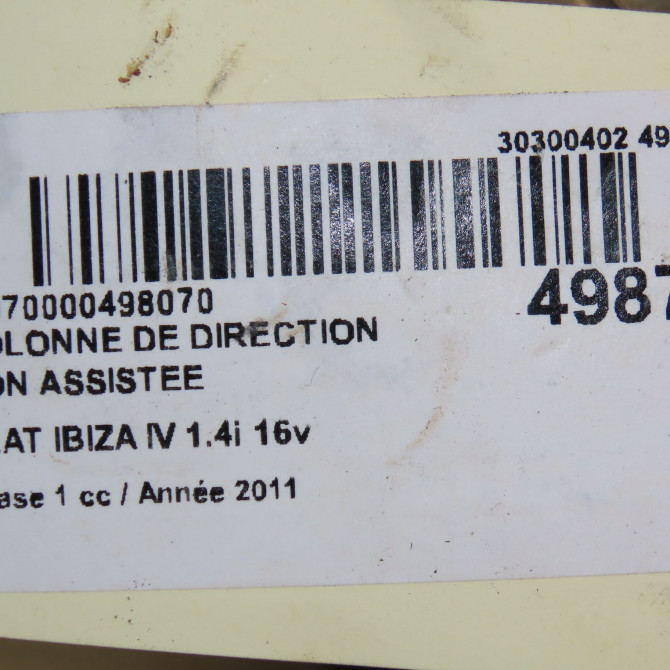 30300402 49
70000498070
4987
OLONNE DE DIRECTION
ON ASSISTEE
AT IBIZA IV 1.4i 16v
ase 1 cc / Année 2011